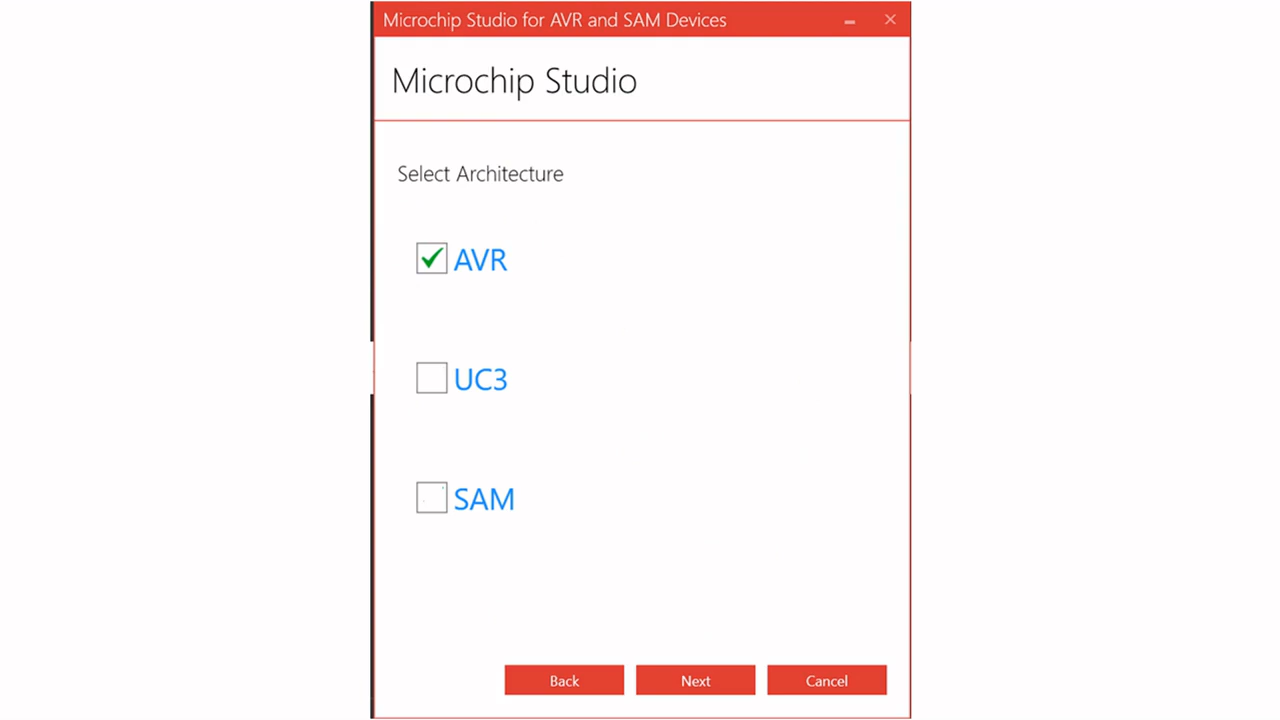 Microchip Studio for AVR and SAM Devices
Microchip Studio
Select Architecture
AVR
UC3
SAM
Back Next Cancel